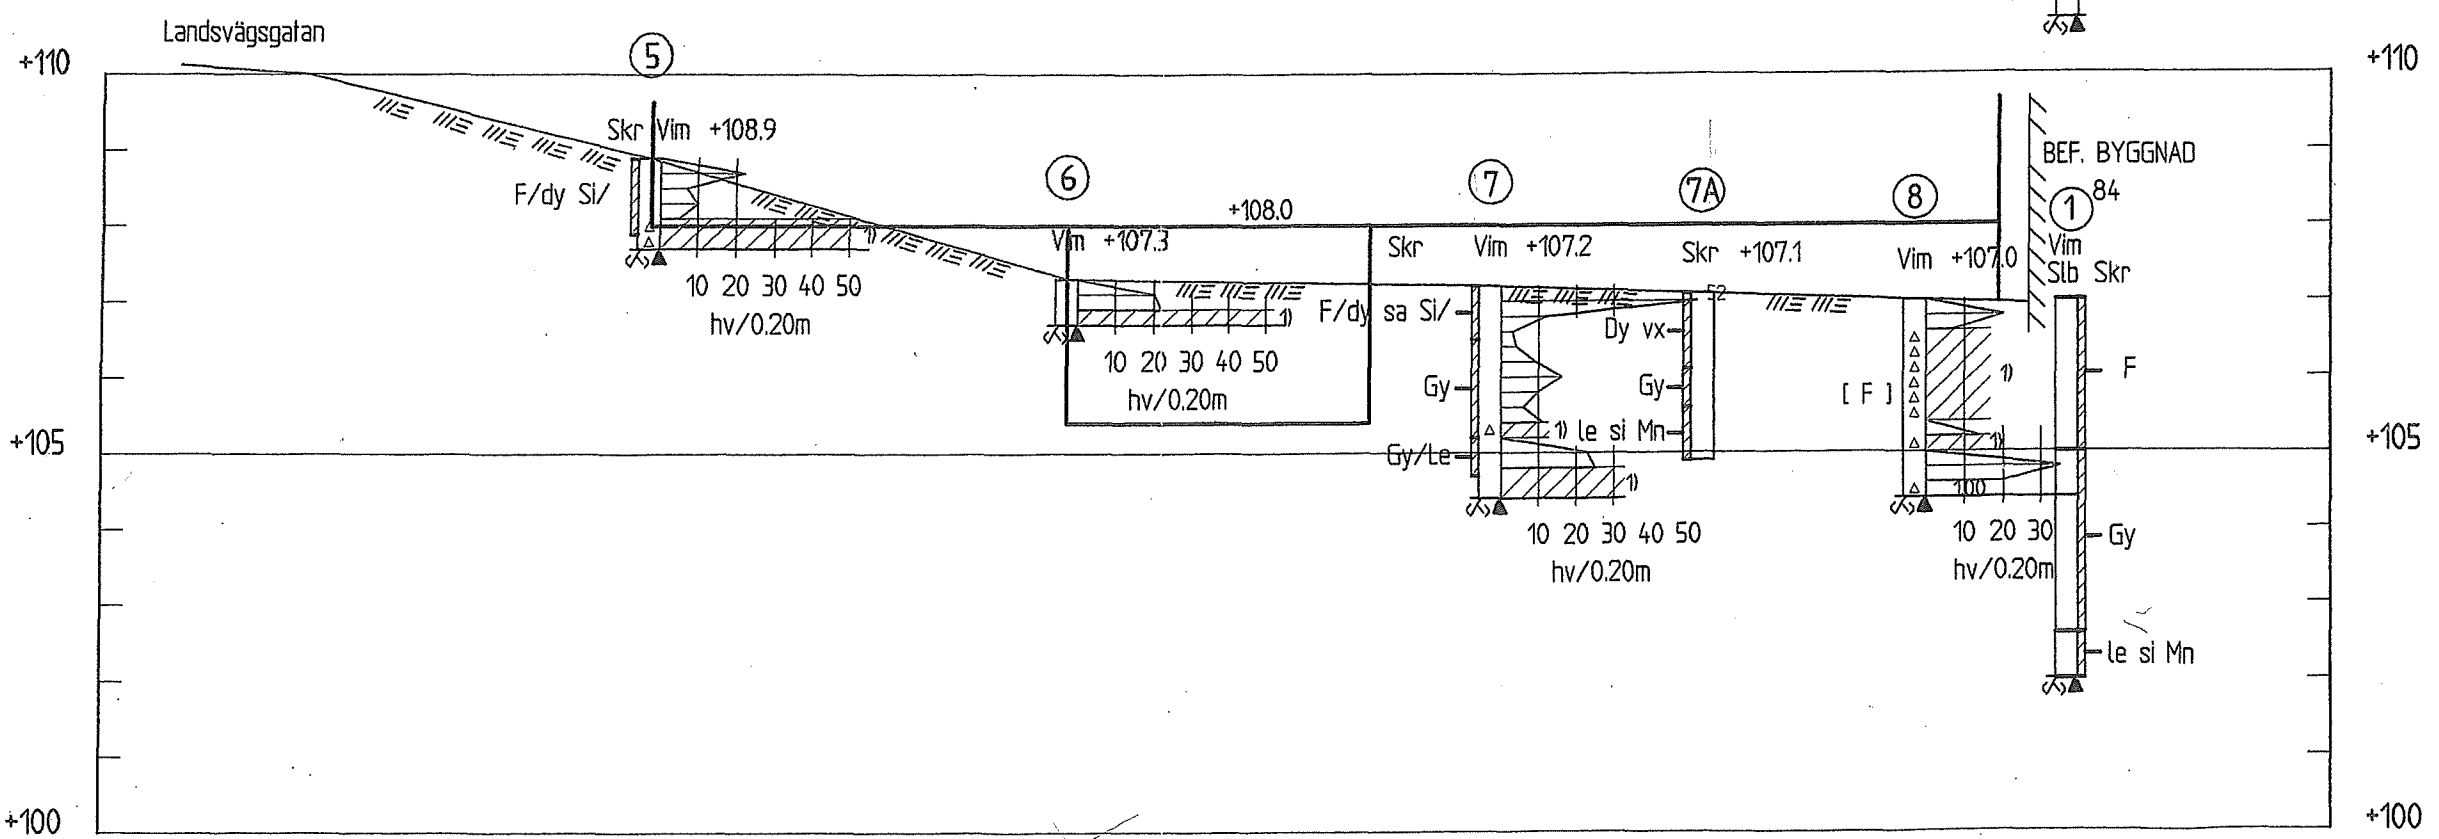 Landsvägsgatan
+110
+110
5
Skr Vim +108.9
BEF. BYGGNAD
84
F/dy Si/
6
7
7A
8
1
+108.0
1)
Vim +107.3
Skr Vim +107.2
Skr +107.1
Vim +107.0
Vim
Slb Skr
10 20 30 40 50
hv/0.20m
52
1)
F/dy sa Si/
Dy vx
10 20 30 40 50
hv/0.20m
Gy
Gy
[ F ]
1)
F
1)
le si Mn
1)
+105
+105
Gy/Le
1)
100
10 20 30 40 50
hv/0.20m
10 20 30
hv/0.20m
Gy
le si Mn
+100
+100